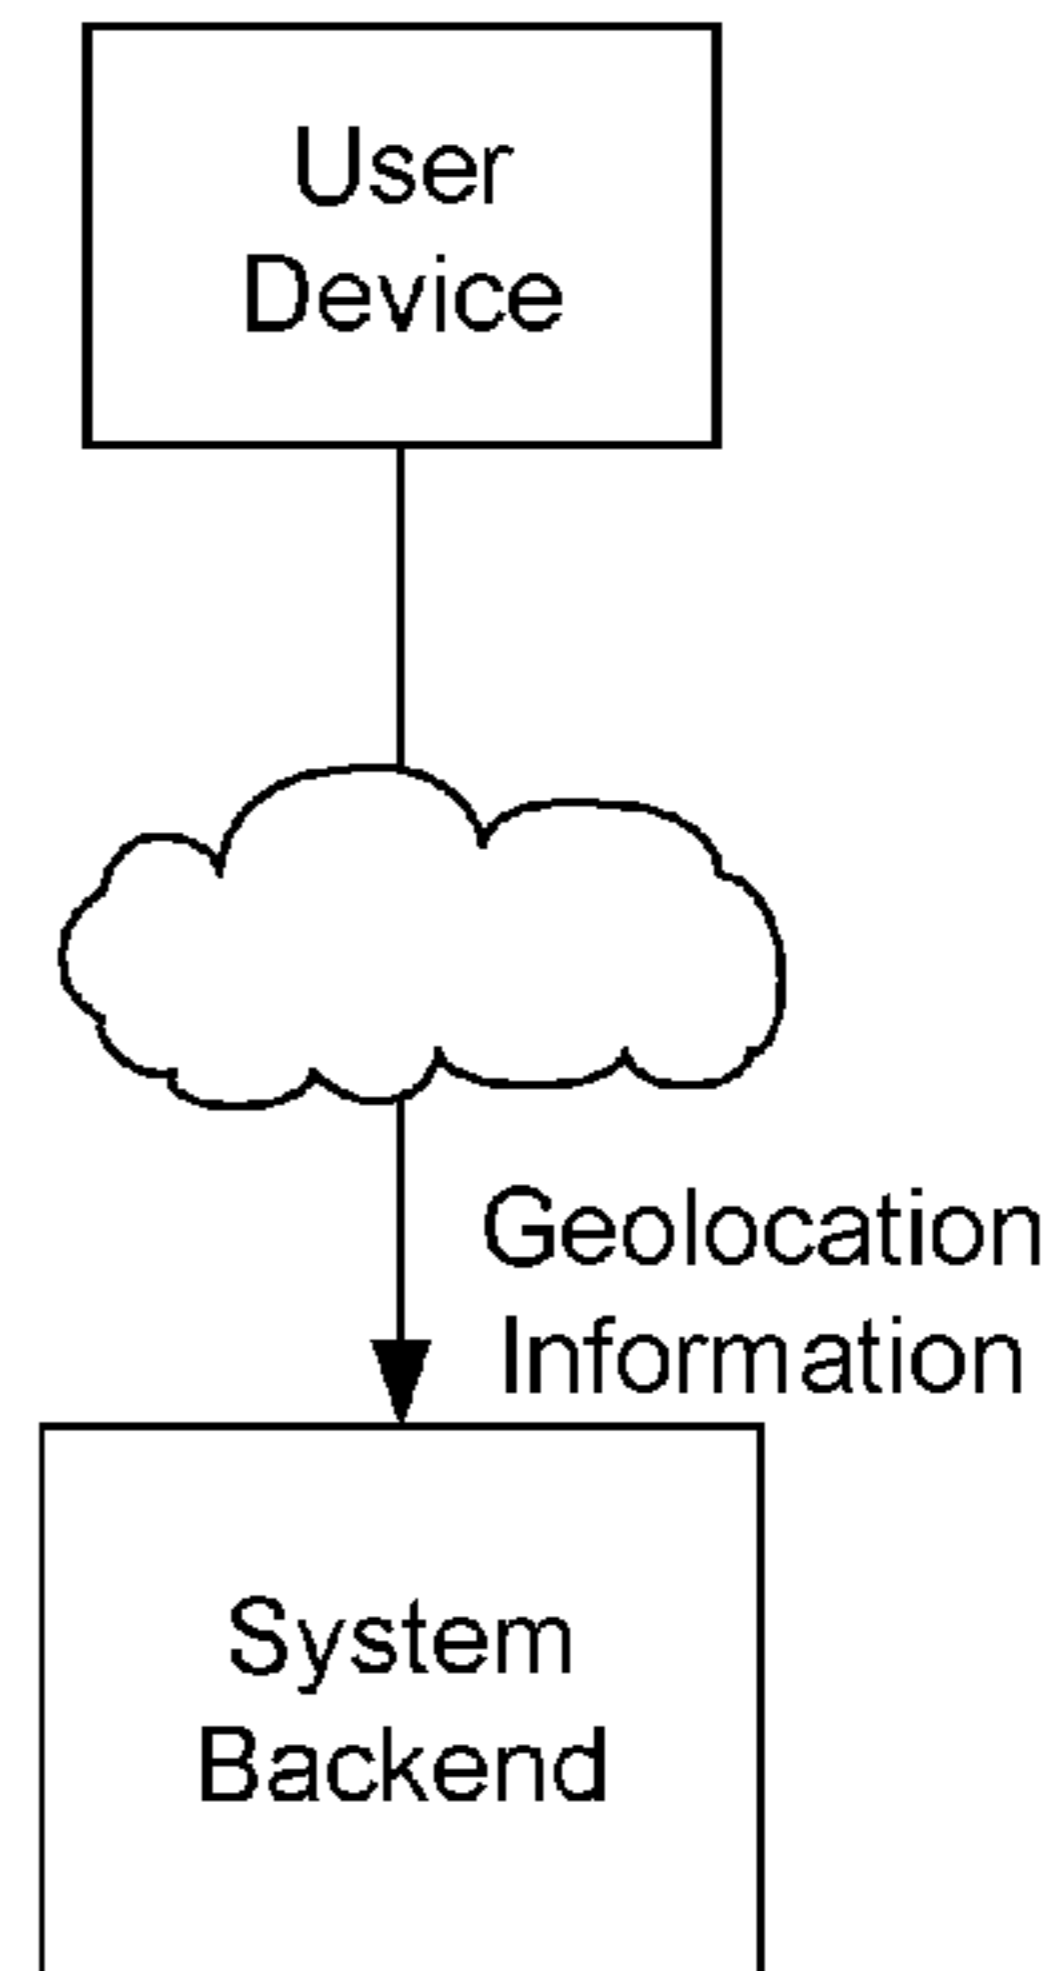 User
Device
Geolocation
Information
System
Backend